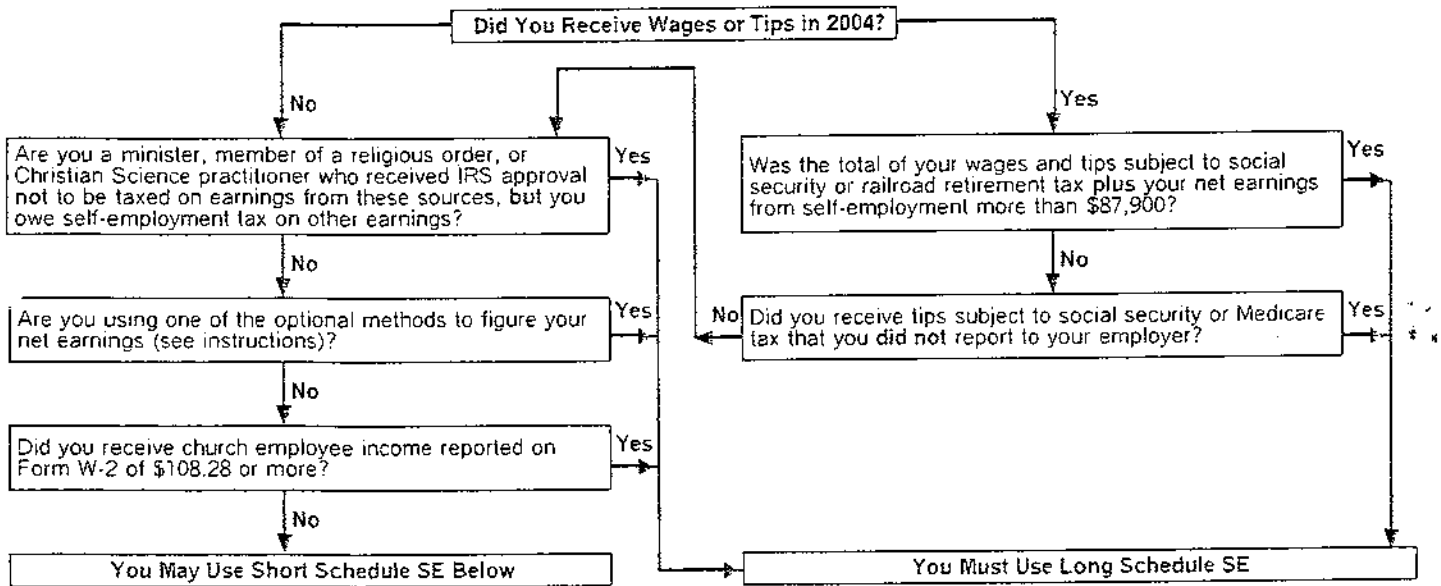 Did You Receive Wages or Tips in 2004?
No
Yes
Are you a minister, member of a religious order, or
Christian Science practitioner who received IRS approval
not to be taxed on earnings from these sources, but you
owe self-employment tax on other earnings?
Yes
Was the total of your wages and tips subject to social
security or railroad retirement tax plus your net earnings
from self-employment more than $87,900?
Yes
No
No
Are you using one of the optional methods to figure your
net earnings (see instructions)?
Yes
No
Did you receive tips subject to social security or Medicare
tax that you did not report to your employer?
Yes
No
Did you receive church employee income reported on
Form W-2 of $108.28 or more?
Yes
No
You May Use Short Schedule SE Below
You Must Use Long Schedule SE